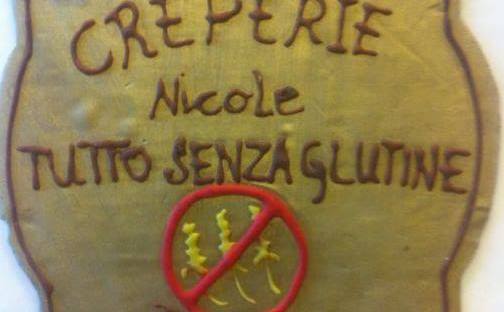 CREPERIE
Nicole
TUTTO SENZA GLUTINE